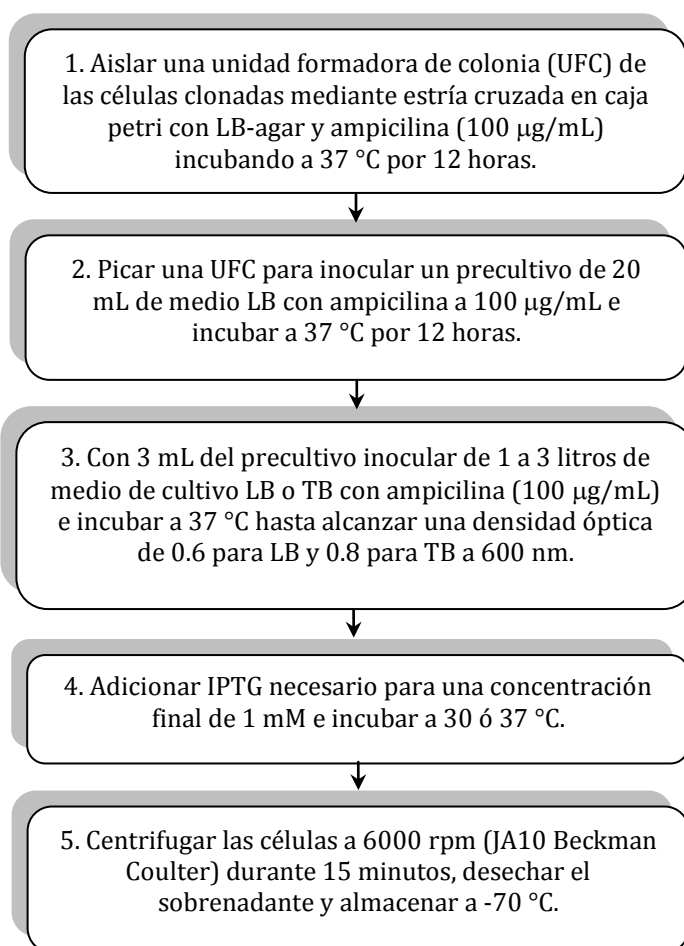 1. Aislar una unidad formadora de colonia (UFC) de
las células clonadas mediante estría cruzada en caja
petri con LB-agar y ampicilina (100 μg/mL)
incubando a 37 °C por 12 horas.
2. Picar una UFC para inocular un precultivo de 20
mL de medio LB con ampicilina a 100 μg/mL e
incubar a 37 °C por 12 horas.
3. Con 3 mL del precultivo inocular de 1 a 3 litros de
medio de cultivo LB o TB con ampicilina (100 μg/mL)
e incubar a 37 °C hasta alcanzar una densidad óptica
de 0.6 para LB y 0.8 para TB a 600 nm.
4. Adicionar IPTG necesario para una concentración
final de 1 mM e incubar a 30 ó 37 °C.
5. Centrifugar las células a 6000 rpm (JA10 Beckman
Coulter) durante 15 minutos, desechar el
sobrenadante y almacenar a -70 °C.